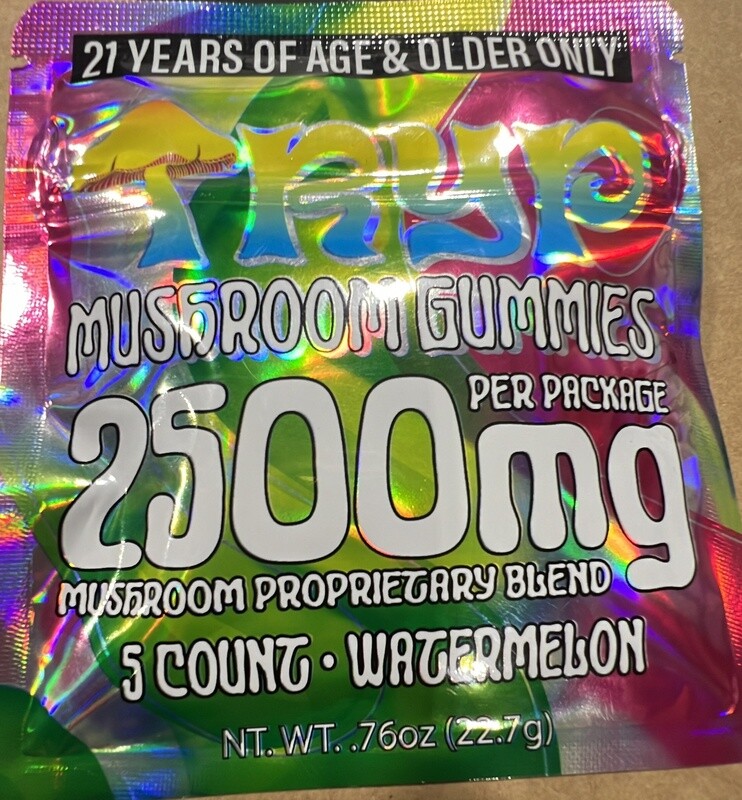 21 YEARS OF AGE & OLDER ONLY
TRYP
MUSHROOM GUMMIES
PER PACKAGE
2500mg
MUSHROOM PROPRIETARY BLEND
5 COUNT • WATERMELON
NT. WT. .76oz (22.7g)